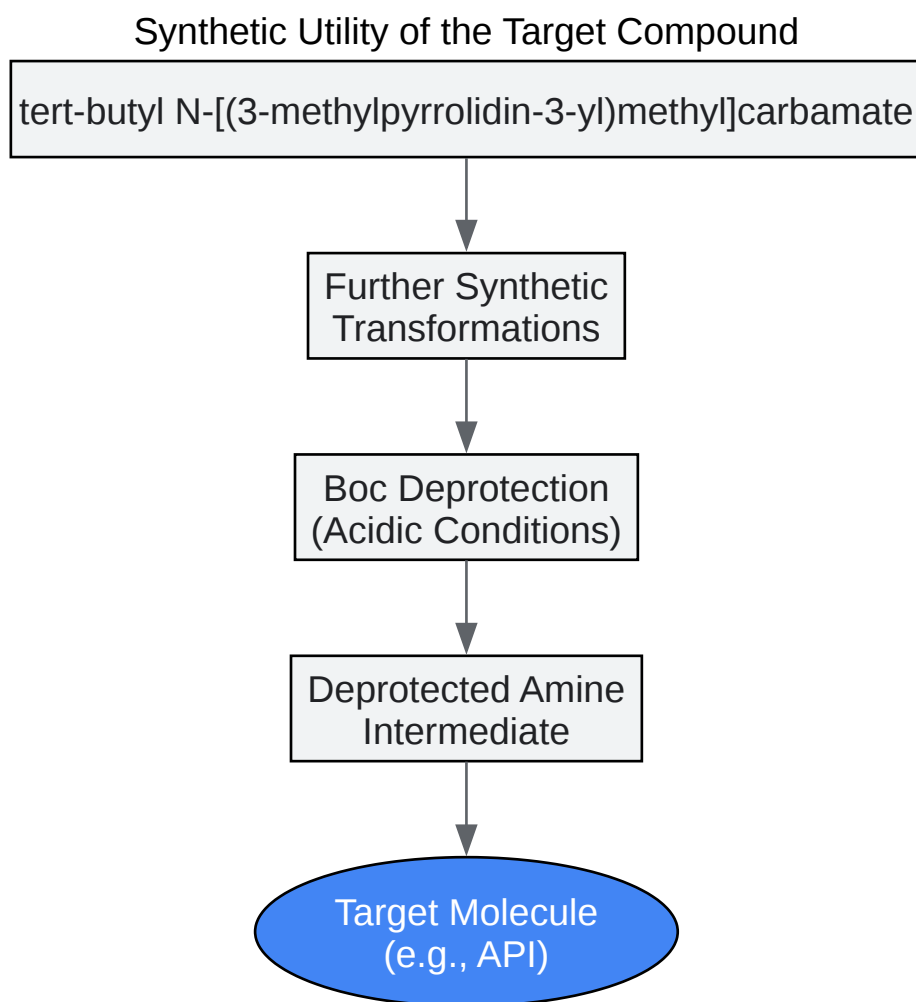 Synthetic Utility of the Target Compound
tert-butyl N-[(3-methylpyrrolidin-3-yl)methyl]carbamate
Further Synthetic
Transformations
Boc Deprotection
(Acidic Conditions)
Deprotected Amine
Intermediate
Target Molecule
(e.g., API)